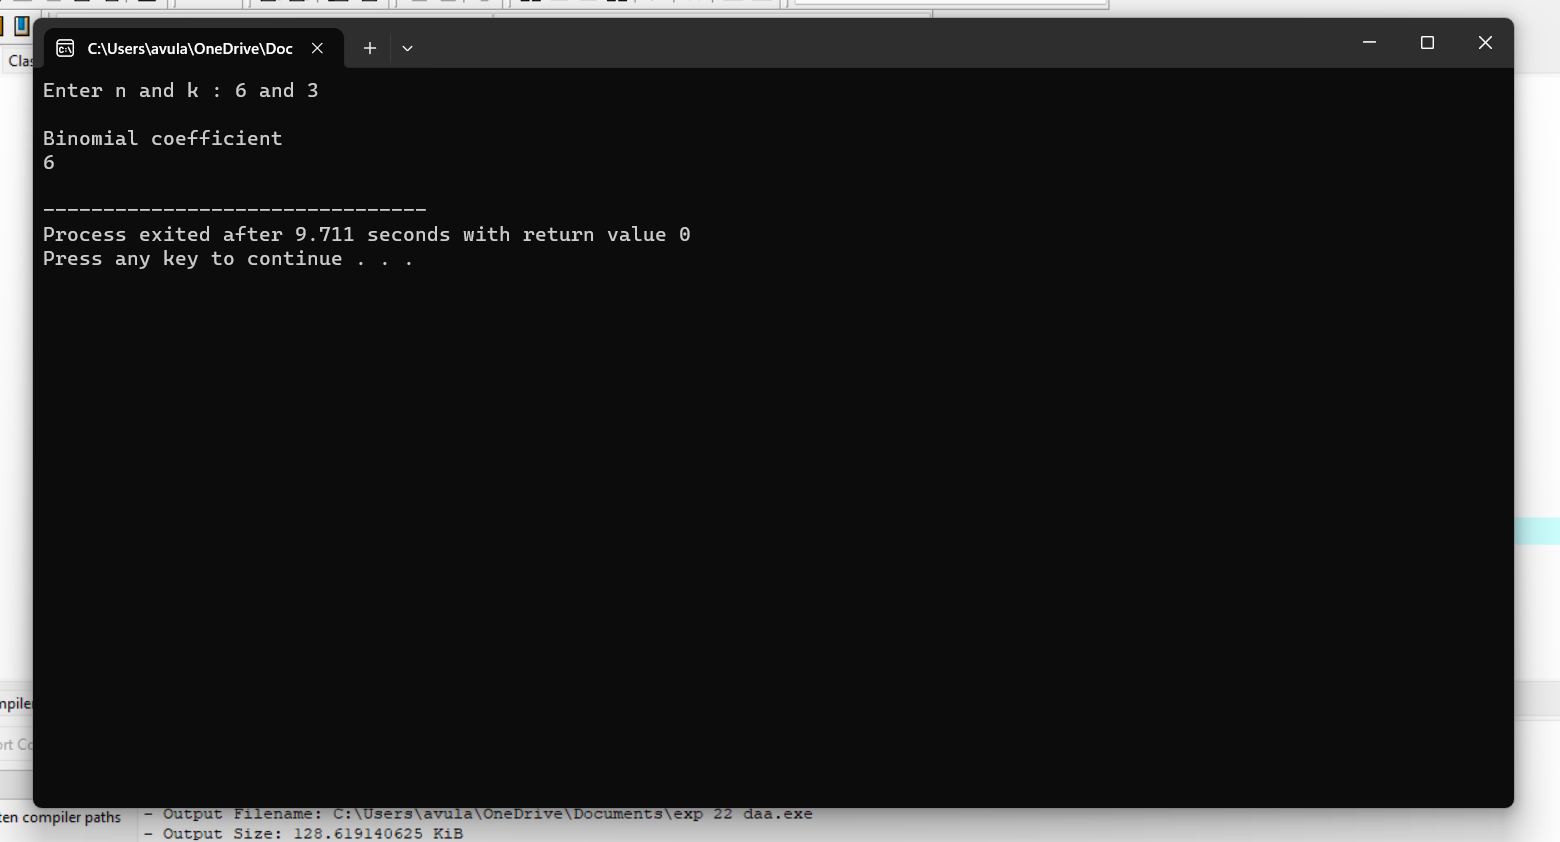 C:\Users\avula\OneDrive\Doc
Enter n and k : 6 and 3
Binomial coefficient
6
--------------------------------
Process exited after 9.711 seconds with return value 0
Press any key to continue . . .
- Output Filename: C:\Users\avula\OneDrive\Documents\exp 22 daa.exe
compiler paths
- Output Size: 128.619140625 KiB